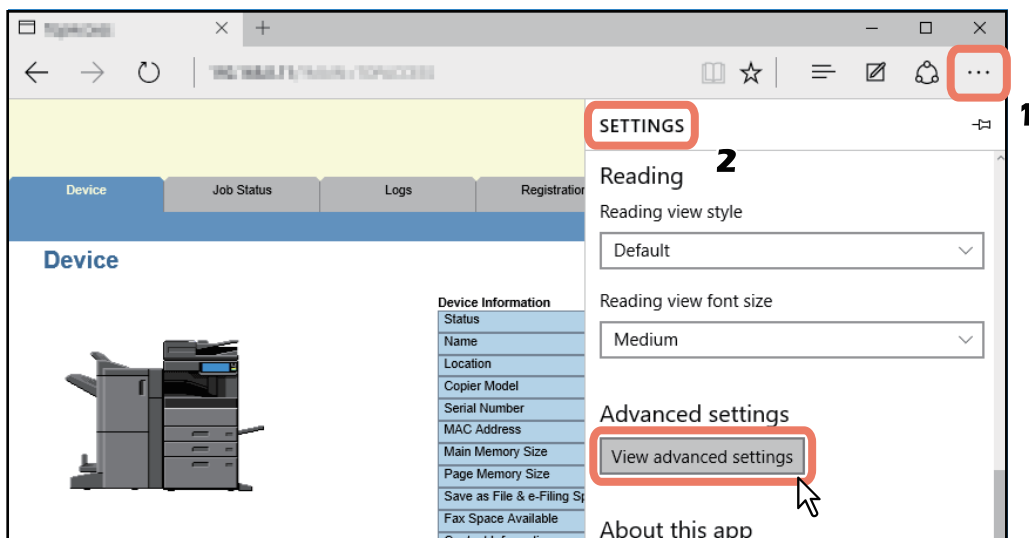 1
SETTINGS
2
Device
Job Status
Logs
Registration
Reading
Reading view style
Default
Reading view font size
Medium
Advanced settings
View advanced settings
About this app
Device
Device Information
Status
Name
Location
Copier Model
Serial Number
MAC Address
Main Memory Size
Page Memory Size
Save as File & e-Filing Sp
Fax Space Available